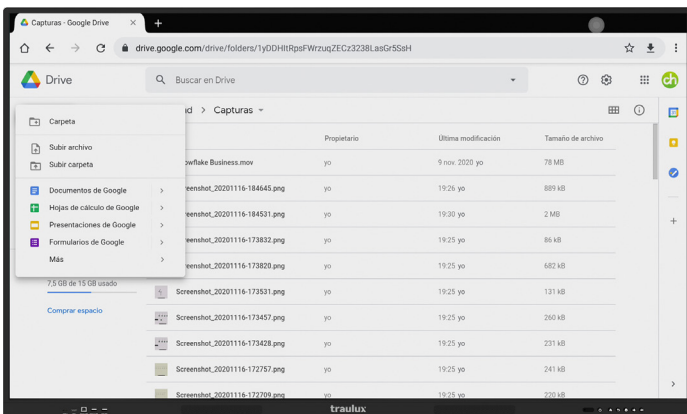 Capturas - Google Drive
drive.google.com/drive/folders/1yDDHItRpsFWrzuqZECz3238LasGr5SsH
Drive
Buscar en Drive
ch
Capturas
Carpeta
Subir archivo
Subir carpeta
Documentos de Google
Hojas de cálculo de Google
Presentaciones de Google
Formularios de Google
Más
7,5 GB de 15 GB usado
Comprar espacio
Propietario Última modificación Tamaño de archivo
owflake Business.mov yo 9 nov. 2020 yo 78 MB
reenshot_20201116-184645.png yo 19:26 yo 889 kB
reenshot_20201116-184531.png yo 19:30 yo 2 MB
reenshot_20201116-173832.png yo 19:25 yo 86 kB
reenshot_20201116-173820.png yo 19:25 yo 682 kB
Screenshot_20201116-173531.png yo 19:25 yo 131 kB
Screenshot_20201116-173457.png yo 19:25 yo 260 kB
Screenshot_20201116-173428.png yo 19:25 yo 231 kB
Screenshot_20201116-172757.png yo 19:25 yo 241 kB
Screenshot_20201116-172709.png yo 19:25 yo 220 kB
traulux